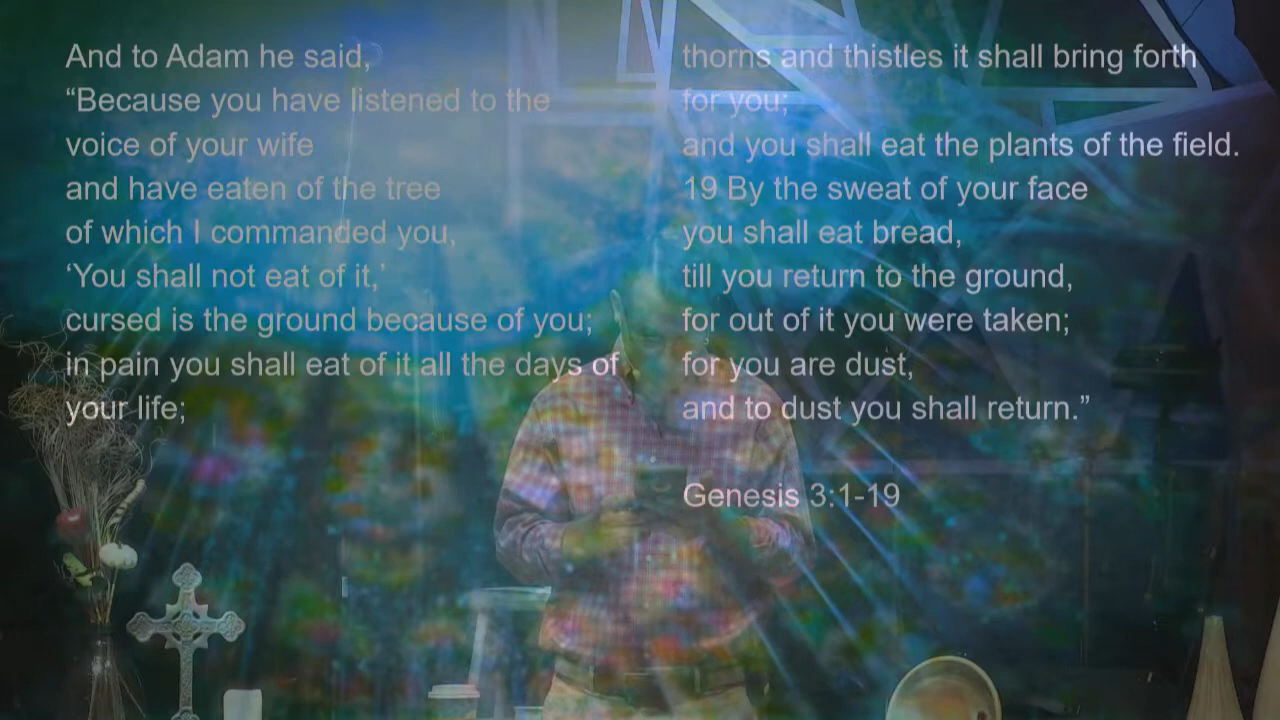 And to Adam he said,
“Because you have listened to the
voice of your wife
and have eaten of the tree
of which I commanded you,
‘You shall not eat of it,’
cursed is the ground because of you;
in pain you shall eat of it all the days of
your life;
thorns and thistles it shall bring forth
for you;
and you shall eat the plants of the field.
19 By the sweat of your face
you shall eat bread,
till you return to the ground,
for out of it you were taken;
for you are dust,
and to dust you shall return.”
Genesis 3:1-19